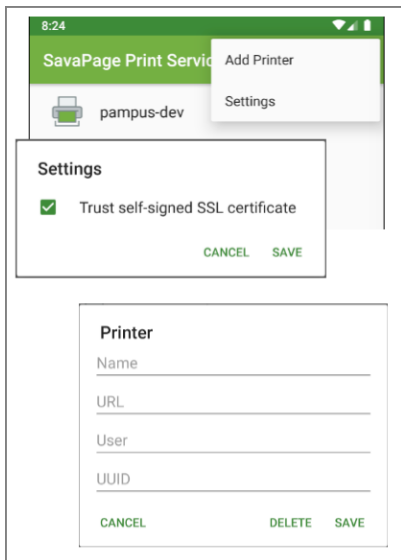 8:24
SavaPage Print Servic
Add Printer
Settings
pampus-dev
Settings
Trust self-signed SSL certificate
CANCEL SAVE
Printer
Name
URL
User
UUID
CANCEL DELETE SAVE